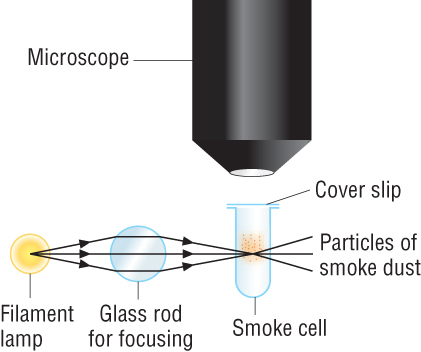 Microscope
Cover slip
Particles of
smoke dust
Filament
lamp
Glass rod
for focusing
Smoke cell